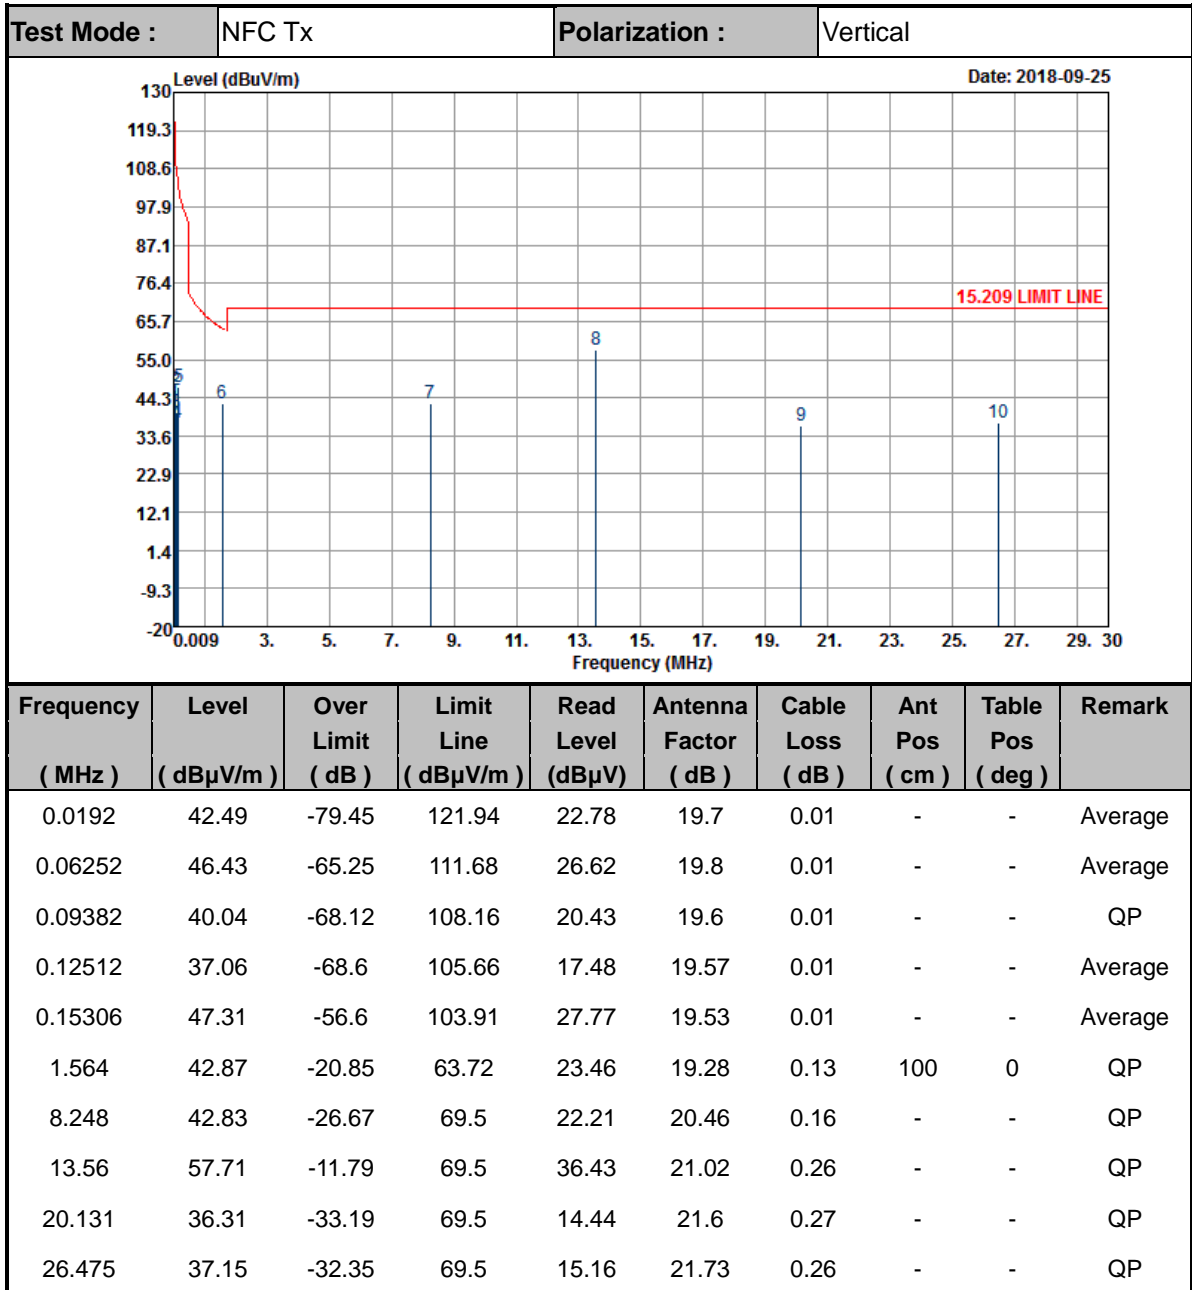 Test Mode : NFC Tx Polarization : Vertical
Level (dBuV/m) Date: 2018-09-25
130
119.3
108.6
97.9
87.1
76.4
15.209 LIMIT LINE
65.7
8
55.0
5
44.3
6 7
9 10
33.6
22.9
12.1
1.4
-9.3
-20
0.009 3. 5. 7. 9. 11. 13. 15. 17. 19. 21. 23. 25. 27. 29. 30
Frequency (MHz)
Frequency Level Over Limit Read Antenna Cable Ant Table Remark
Limit Line Level Factor Loss Pos Pos
( MHz ) ( dBµV/m ) ( dB ) ( dBµV/m ) (dBµV) ( dB ) ( dB ) ( cm ) ( deg )
0.0192 42.49 -79.45 121.94 22.78 19.7 0.01 - - Average
0.06252 46.43 -65.25 111.68 26.62 19.8 0.01 - - Average
0.09382 40.04 -68.12 108.16 20.43 19.6 0.01 - - QP
0.12512 37.06 -68.6 105.66 17.48 19.57 0.01 - - Average
0.15306 47.31 -56.6 103.91 27.77 19.53 0.01 - - Average
1.564 42.87 -20.85 63.72 23.46 19.28 0.13 100 0 QP
8.248 42.83 -26.67 69.5 22.21 20.46 0.16 - - QP
13.56 57.71 -11.79 69.5 36.43 21.02 0.26 - - QP
20.131 36.31 -33.19 69.5 14.44 21.6 0.27 - - QP
26.475 37.15 -32.35 69.5 15.16 21.73 0.26 - - QP